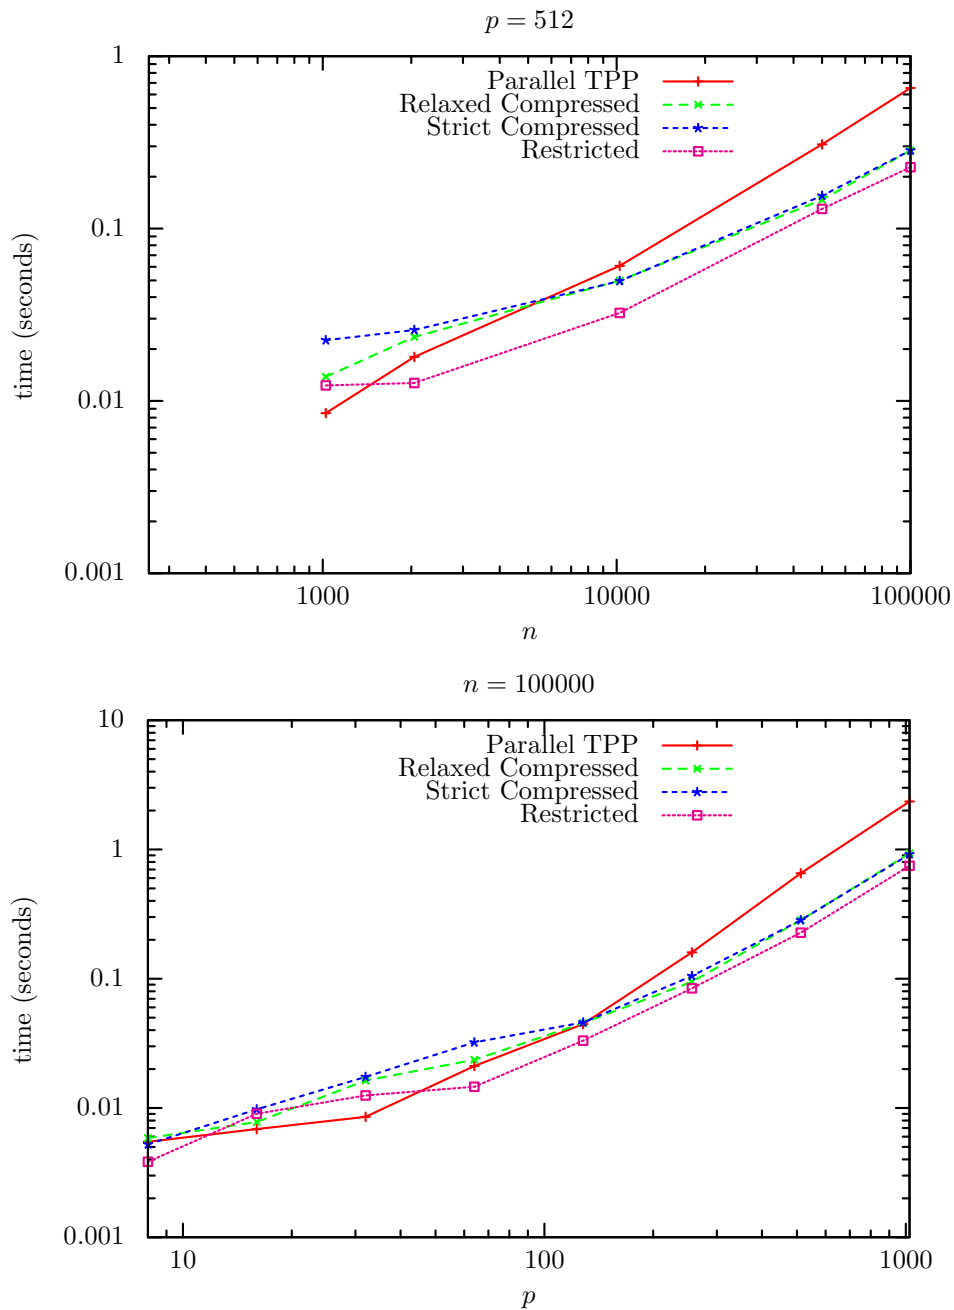 p = 512
1
0.1
0.01
0.001
time (seconds)
Parallel TPP
Relaxed Compressed
Strict Compressed
Restricted
1000 10000 100000
n
n = 100000
10
1
0.1
0.01
0.001
time (seconds)
Parallel TPP
Relaxed Compressed
Strict Compressed
Restricted
10 100 1000
p